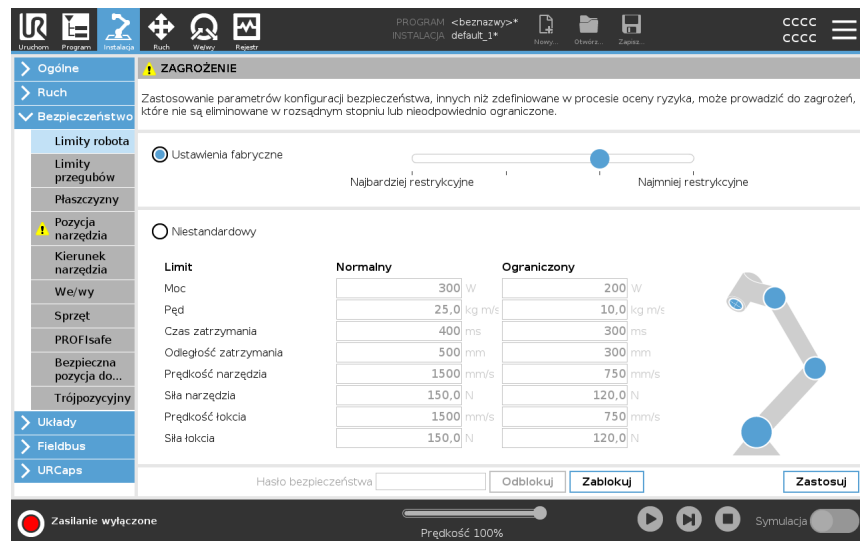 PROGRAM <beznazwy>*
INSTALACJA default_1*
CCCC
CCCC
Uruchom Program Instalacja Ruch We/wy Rejestr Nowy... Otwórz... Zapisz...
Ogólne
Ruch
Bezpieczeństwo
Limity robota
Limity
przegubów
Płaszczyzny
Pozycja
narzędzia
Kierunek
narzędzia
We/wy
Sprzęt
PROFIsafe
Bezpieczna
pozycja do...
Trójpozycyjny
Układy
Fieldbus
URCaps
ZAGROŻENIE
Zastosowanie parametrów konfiguracji bezpieczeństwa, innych niż zdefiniowane w procesie oceny ryzyka, może prowadzić do zagrożeń,
które nie są eliminowane w rozsądnym stopniu lub nieodpowiednio ograniczone.
Ustawienia fabryczne
Najbardziej restrykcyjne Najmniej restrykcyjne
Niestandardowy
Limit Normalny Ograniczony
Moc 300 W 200 W
Pęd 25,0 kg m/s 10,0 kg m/s
Czas zatrzymania 400 ms 300 ms
Odległość zatrzymania 500 mm 300 mm
Prędkość narzędzia 1500 mm/s 750 mm/s
Siła narzędzia 150,0 N 120,0 N
Prędkość łokcia 1500 mm/s 750 mm/s
Siła łokcia 150,0 N 120,0 N
Hasło bezpieczeństwa Odblokuj Zablokuj Zastosuj
Zasilanie wyłączone
Prędkość 100%
Symulacja